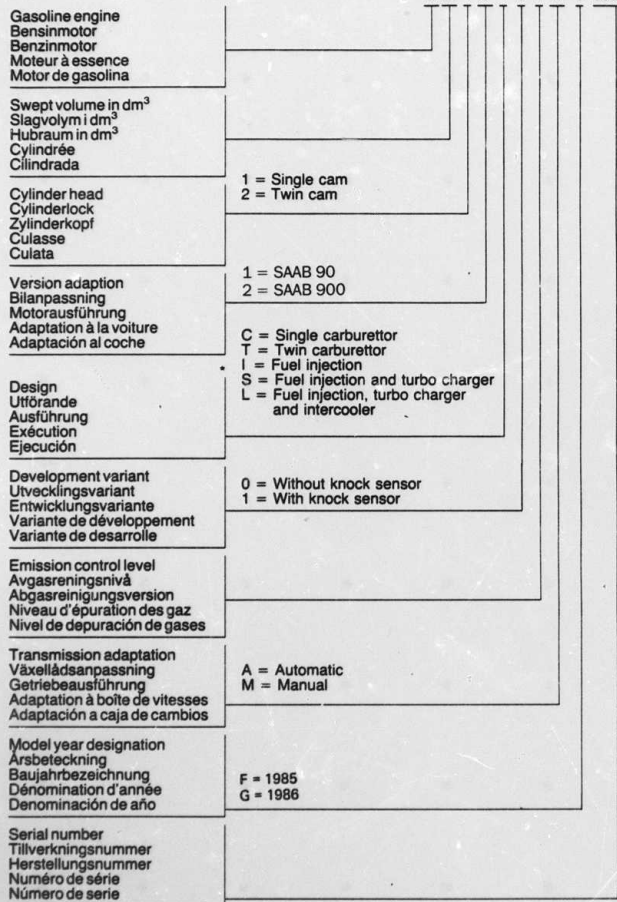 Gasoline engine
Bensinmotor
Benzinmotor
Moteur à essence
Motor de gasolina
Swept volume in dm³
Slagvolym i dm³
Hubraum in dm³
Cylindrée
Cilindrada
Cylinder head
Cylinderlock
Zylinderkopf
Culasse
Culata
1 = Single cam
2 = Twin cam
Version adaption
Bilanpassning
Motorausführung
Adaptation à la voiture
Adaptación al coche
1 = SAAB 90
2 = SAAB 900
Design
Utförande
Ausführung
Exécution
Ejecución
C = Single carburettor
T = Twin carburettor
I = Fuel injection
S = Fuel injection and turbo charger
L = Fuel injection, turbo charger
and intercooler
Development variant
Utvecklingsvariant
Entwicklungsvariante
Variante de développement
Variante de desarrolle
0 = Without knock sensor
1 = With knock sensor
Emission control level
Avgasreningsnivå
Abgasreinigungsversion
Niveau d'épuration des gaz
Nivel de depuración de gases
Transmission adaptation
Växellådsanpassning
Getriebeausführung
Adaptation à boîte de vitesses
Adaptación a caja de cambios
A = Automatic
M = Manual
Model year designation
Årsbeteckning
Baujahrbezeichnung
Dénomination d'année
Denominación de año
F = 1985
G = 1986
Serial number
Tillverkningsnummer
Herstellungsnummer
Numéro de série
Número de serie